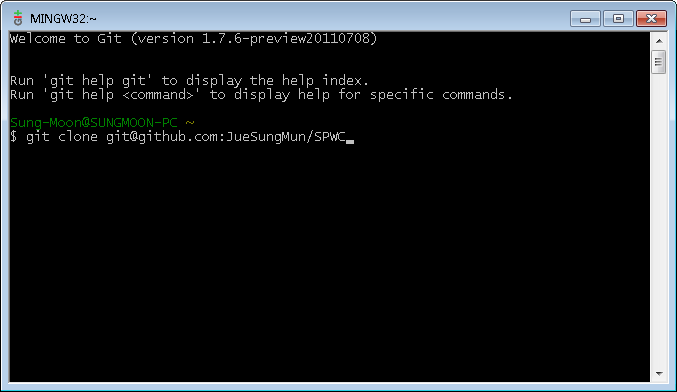 MINGW32:~
Welcome to Git (version 1.7.6-preview20110708)
Run 'git help git' to display the help index.
Run 'git help <command>' to display help for specific commands.
Sung-Moon@SUNGMOON-PC ~
$ git clone git@github.com:JueSungMun/SPWC